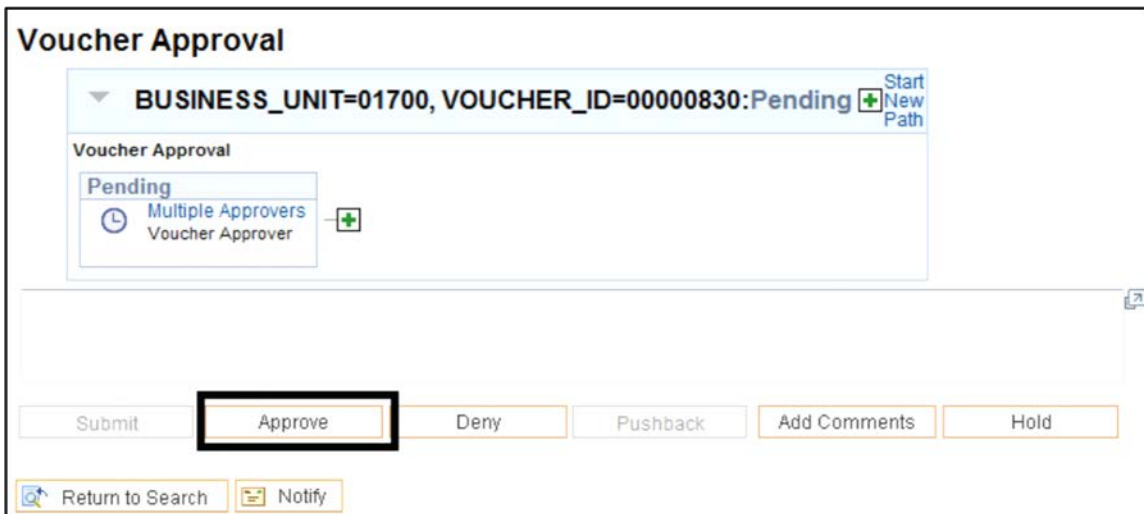 Voucher Approval
BUSINESS_UNIT=01700, VOUCHER_ID=00000830:Pending Start
New
Path
Voucher Approval
Pending
Multiple Approvers
Voucher Approver
Submit Approve Deny Pushback Add Comments Hold
Return to Search Notify